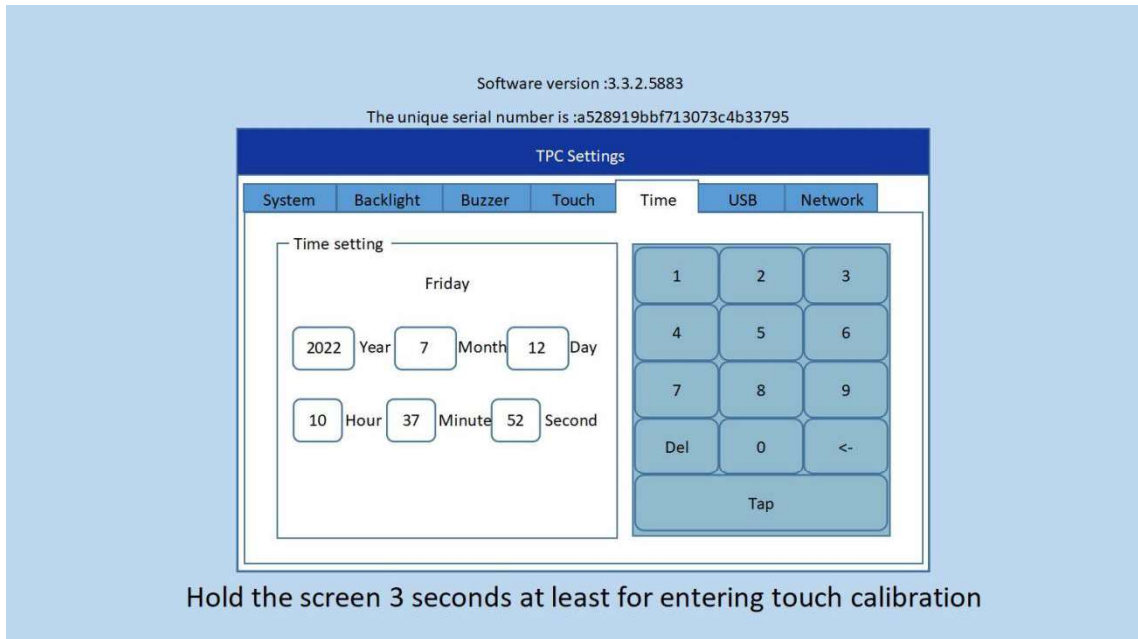 Software version :3.3.2.5883
The unique serial number is :a528919bbf713073c4b33795
TPC Settings
System Backlight Buzzer Touch Time USB Network
Time setting
Friday
2022 Year 7 Month 12 Day
10 Hour 37 Minute 52 Second
1 2 3
4 5 6
7 8 9
Del 0 <-
Tap
Hold the screen 3 seconds at least for entering touch calibration